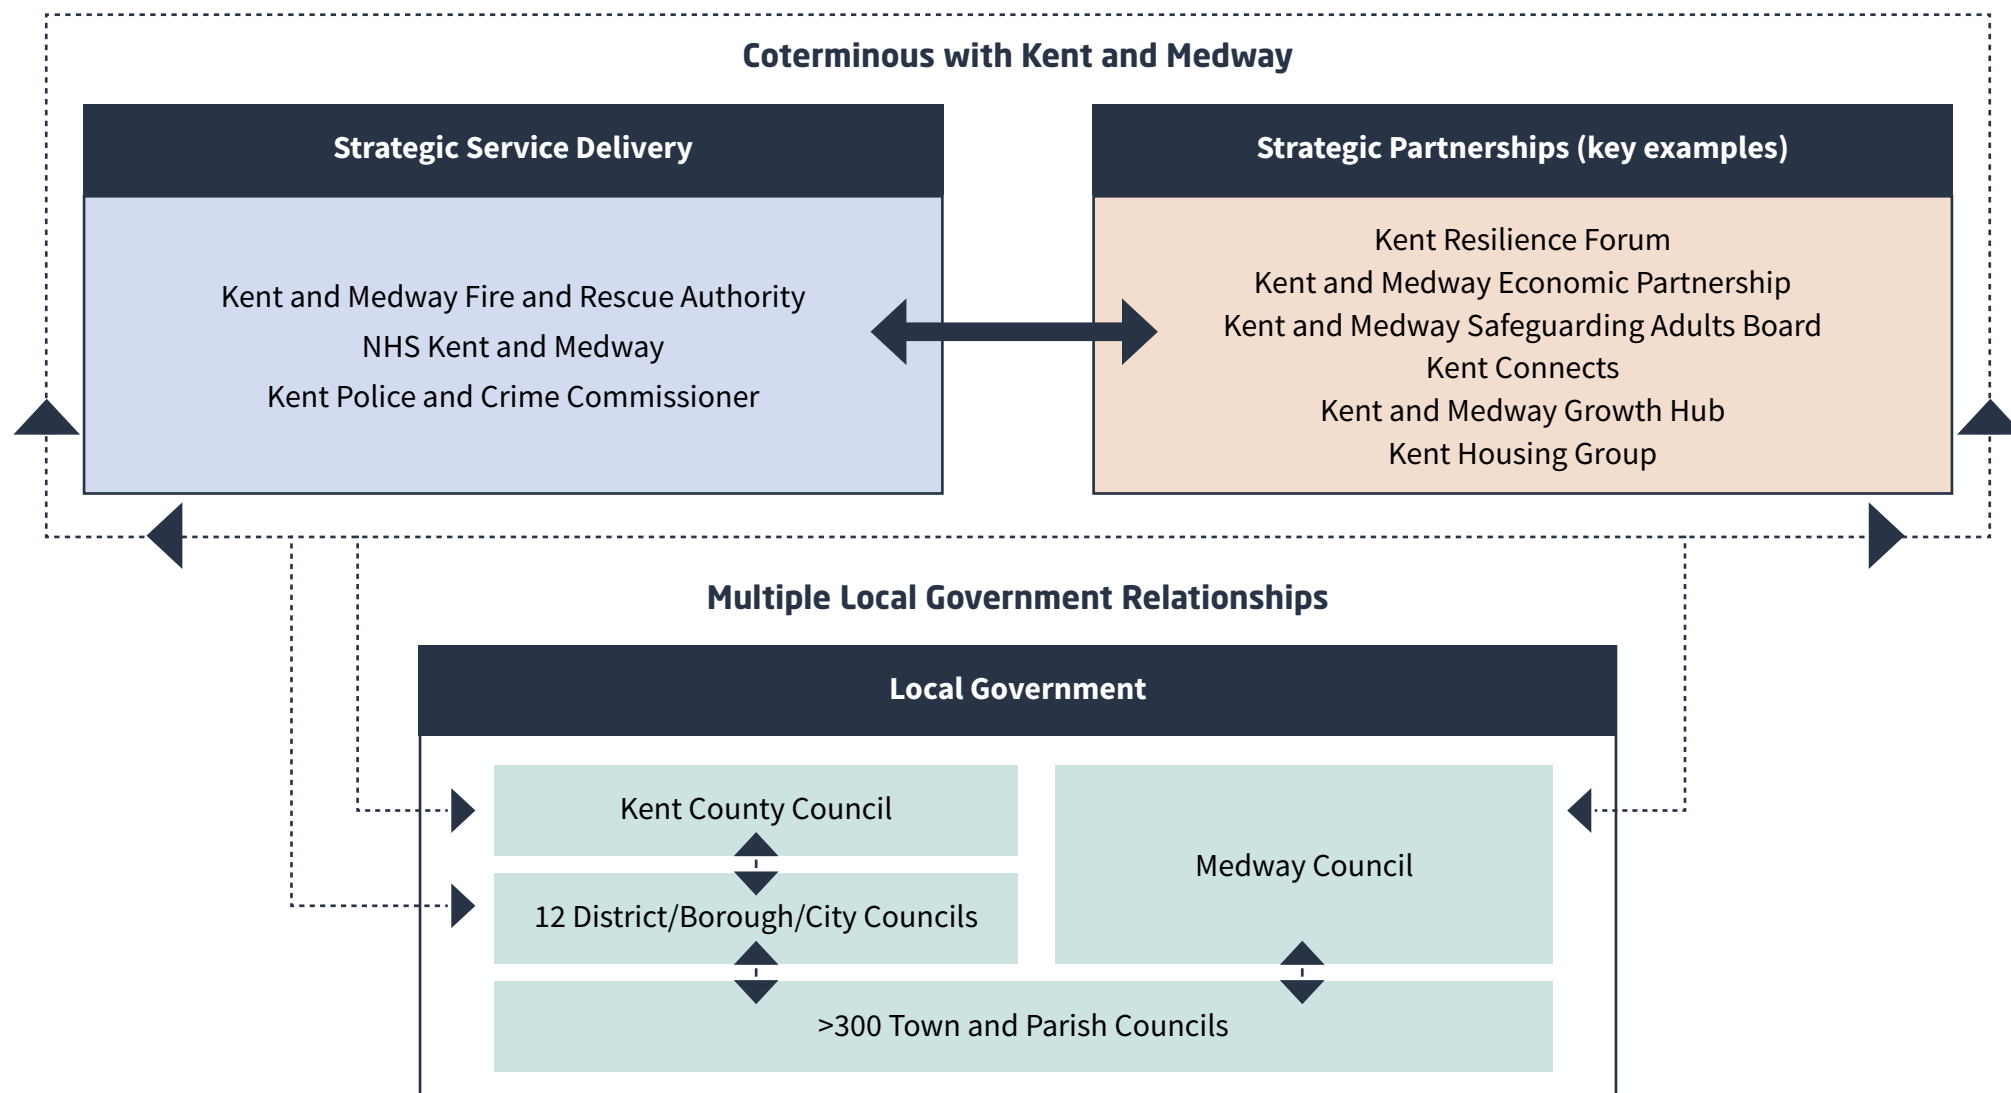 Coterminous with Kent and Medway
Strategic Service Delivery
Kent and Medway Fire and Rescue Authority
NHS Kent and Medway
Kent Police and Crime Commissioner
Strategic Partnerships (key examples)
Kent Resilience Forum
Kent and Medway Economic Partnership
Kent and Medway Safeguarding Adults Board
Kent Connects
Kent and Medway Growth Hub
Kent Housing Group
Multiple Local Government Relationships
Local Government
Kent County Council
12 District/Borough/City Councils
Medway Council
>300 Town and Parish Councils